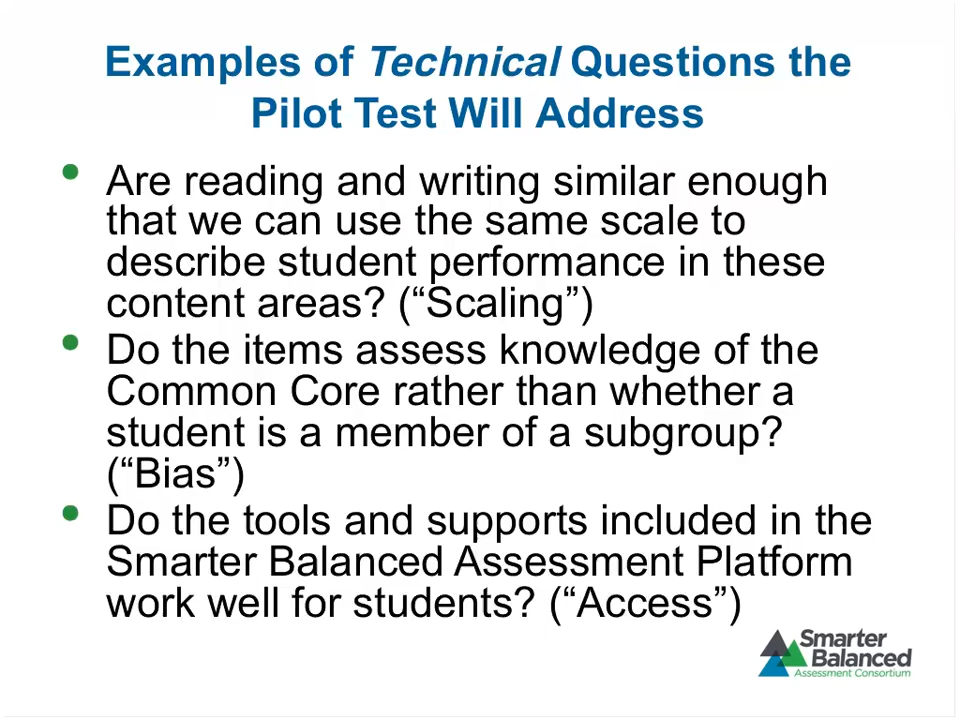 Examples of Technical Questions the
Pilot Test Will Address
• Are reading and writing similar enough
that we can use the same scale to
describe student performance in these
content areas? (“Scaling”)
• Do the items assess knowledge of the
Common Core rather than whether a
student is a member of a subgroup?
(“Bias”)
• Do the tools and supports included in the
Smarter Balanced Assessment Platform
work well for students? (“Access”)
Smarter
Balanced
Assessment Consortium